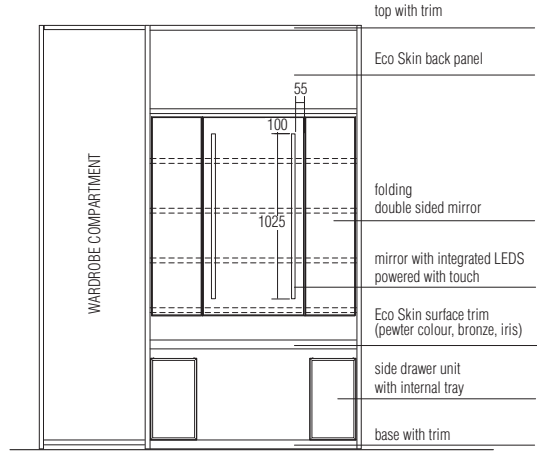 top with trim
Eco Skin back panel
55
100
WARDROBE COMPARTMENT
folding
double sided mirror
1025
mirror with integrated LEDS
powered with touch
Eco Skin surface trim
(pewter colour, bronze, iris)
side drawer unit
with internal tray
base with trim